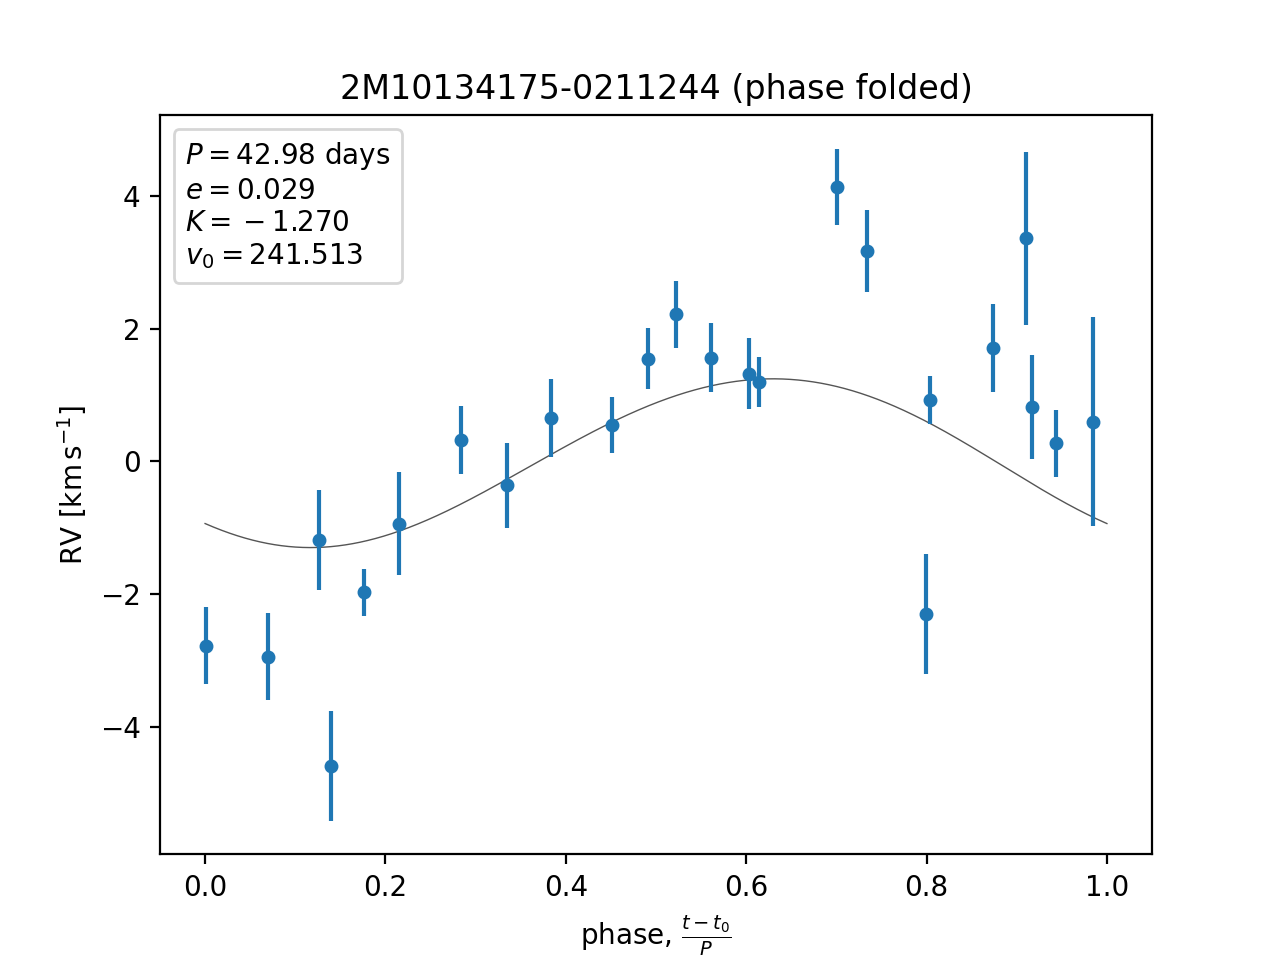 2M10134175-0211244 (phase folded)
P = 42.98 days
e = 0.029
K = −1.270
v₀ = 241.513
4
2
0
−2
−4
RV [km s⁻¹]
0.0 0.2 0.4 0.6 0.8 1.0
phase, (t − t₀)/P